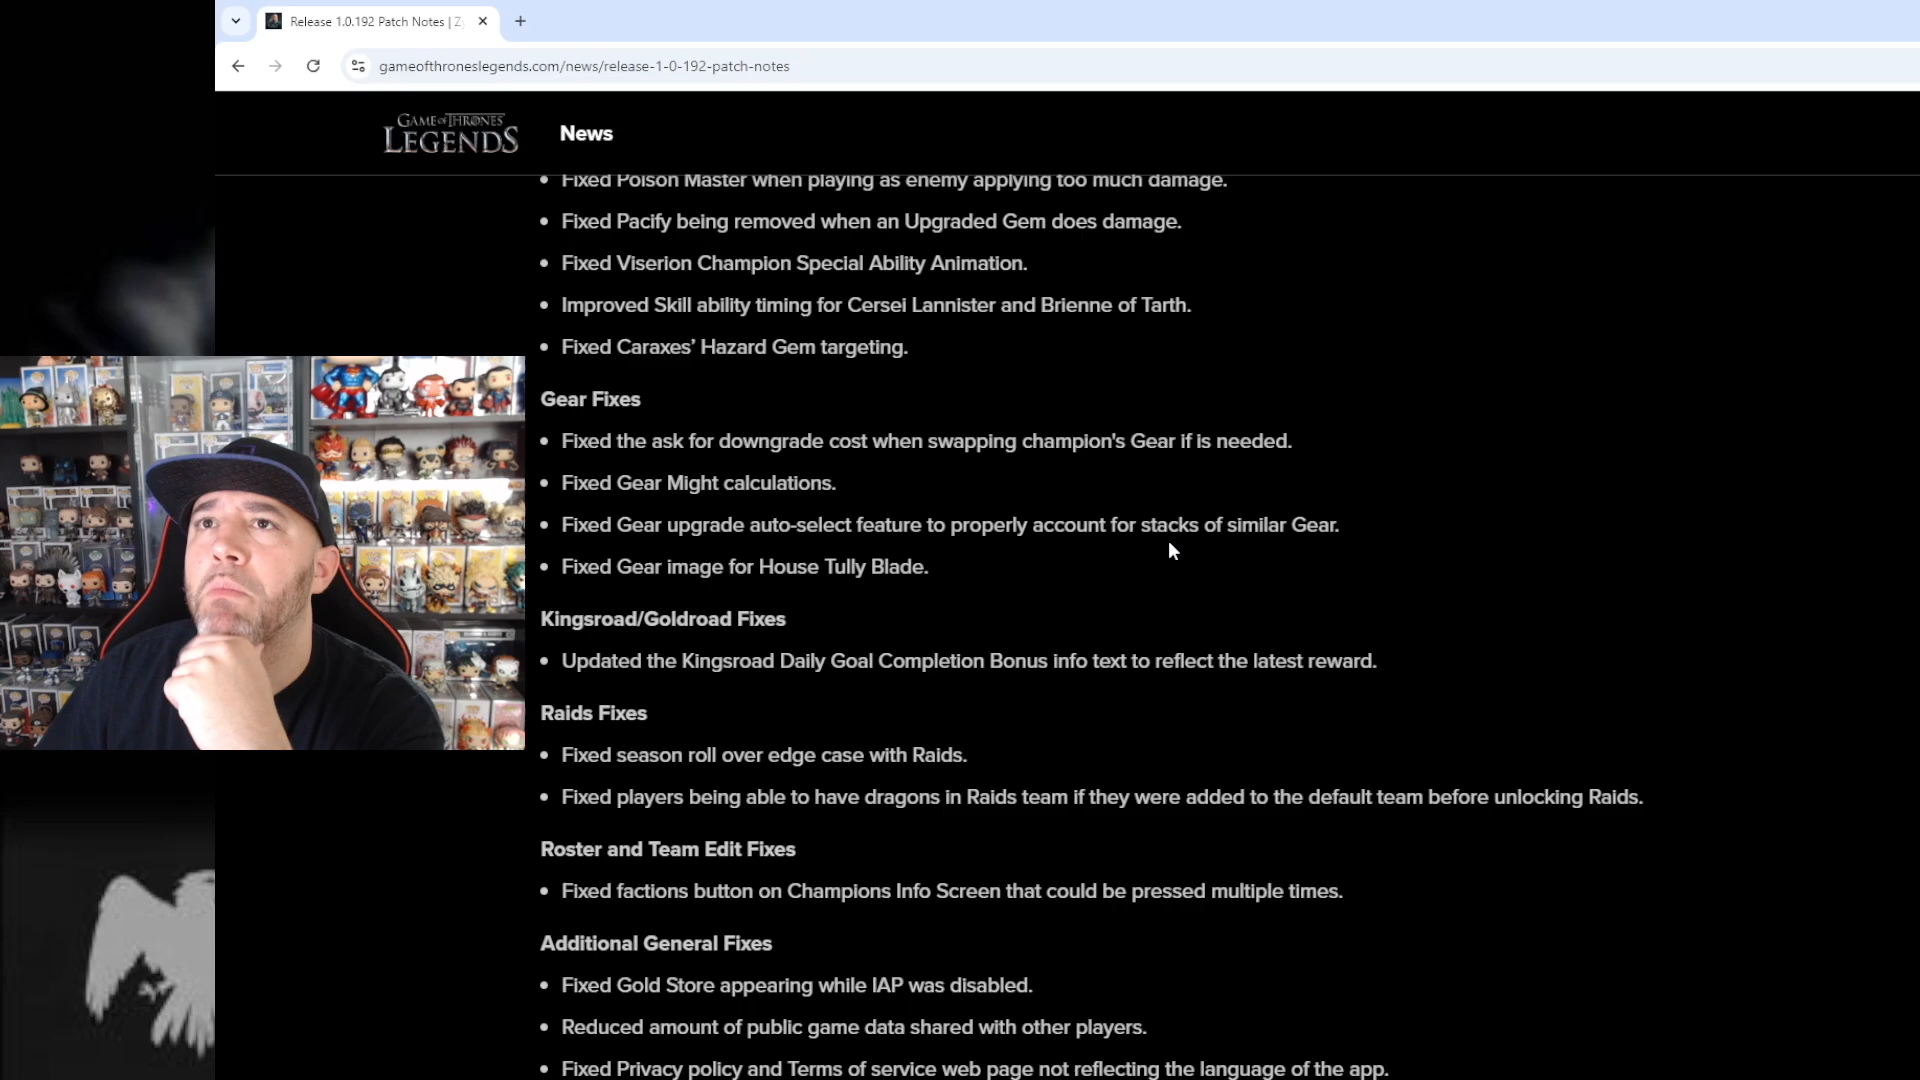 Release 1.0.192 Patch Notes | Zy
gameofthroneslegends.com/news/release-1-0-192-patch-notes
GAME OF THRONES
LEGENDS
News
• Fixed Poison Master when playing as enemy applying too much damage.
• Fixed Pacify being removed when an Upgraded Gem does damage.
• Fixed Viserion Champion Special Ability Animation.
• Improved Skill ability timing for Cersei Lannister and Brienne of Tarth.
• Fixed Caraxes’ Hazard Gem targeting.
Gear Fixes
• Fixed the ask for downgrade cost when swapping champion's Gear if is needed.
• Fixed Gear Might calculations.
• Fixed Gear upgrade auto-select feature to properly account for stacks of similar Gear.
• Fixed Gear image for House Tully Blade.
Kingsroad/Goldroad Fixes
• Updated the Kingsroad Daily Goal Completion Bonus info text to reflect the latest reward.
Raids Fixes
• Fixed season roll over edge case with Raids.
• Fixed players being able to have dragons in Raids team if they were added to the default team before unlocking Raids.
Roster and Team Edit Fixes
• Fixed factions button on Champions Info Screen that could be pressed multiple times.
Additional General Fixes
• Fixed Gold Store appearing while IAP was disabled.
• Reduced amount of public game data shared with other players.
• Fixed Privacy policy and Terms of service web page not reflecting the language of the app.